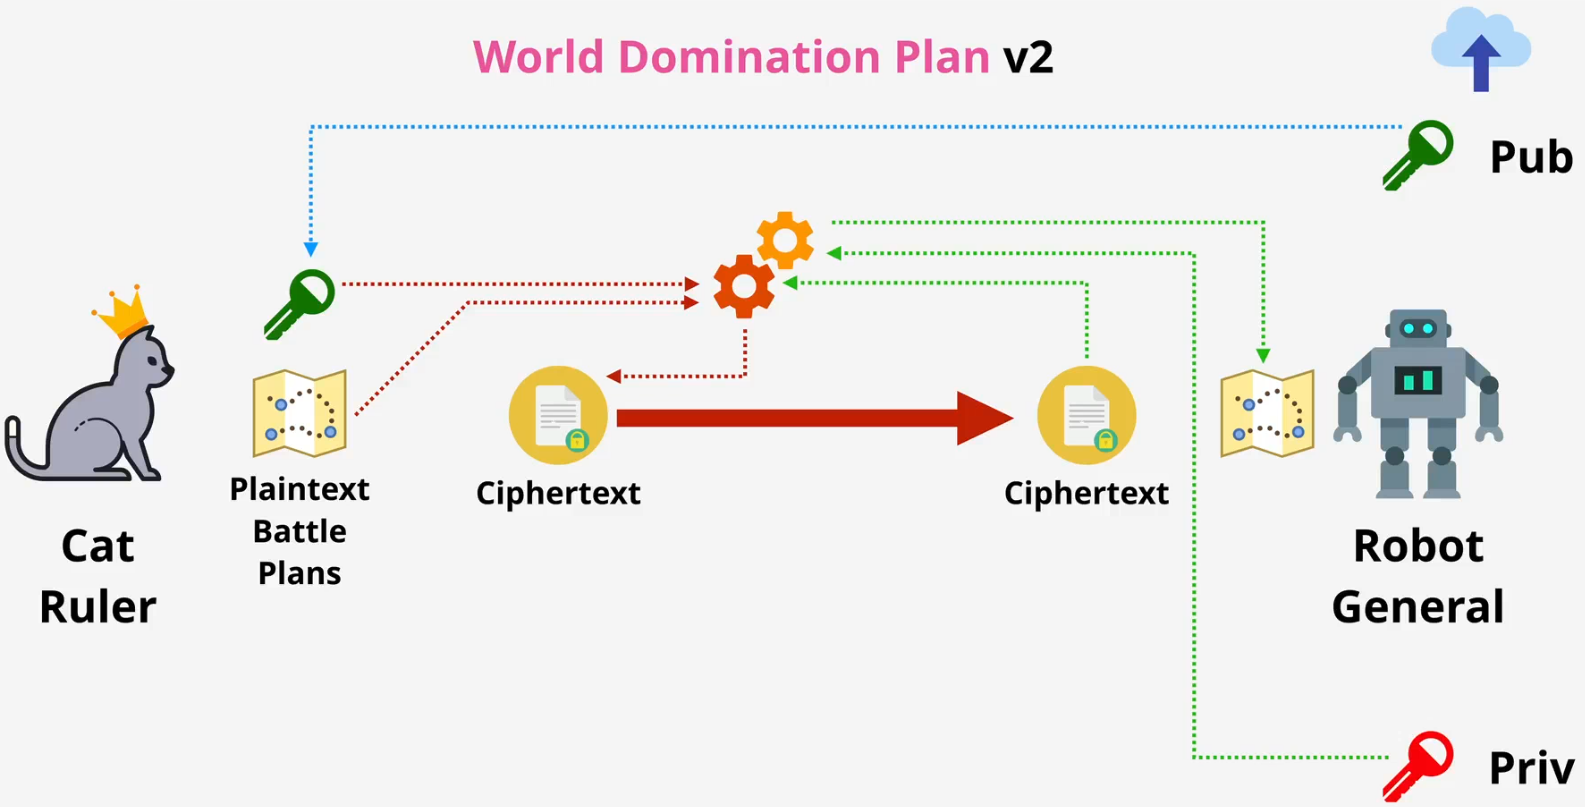 World Domination Plan v2
Pub
Plaintext
Battle
Plans
Ciphertext
Ciphertext
Cat
Ruler
Robot
General
Priv